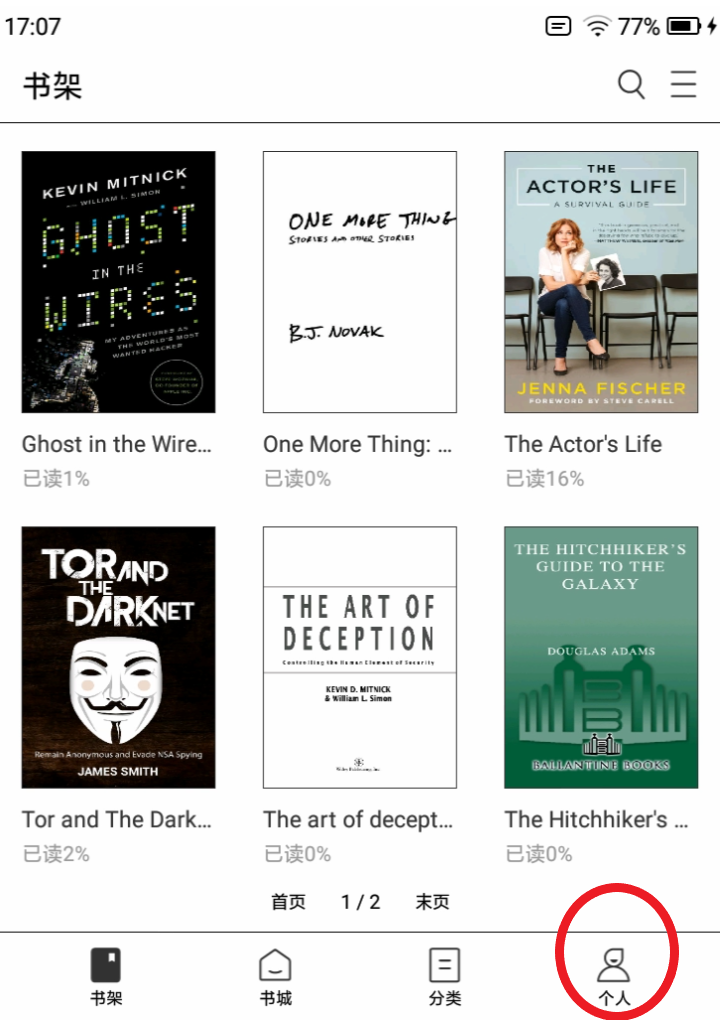 17:07
77%
书架
KEVIN MITNICK
WITH WILLIAM L. SIMON
GHOST
IN THE
WIRES
MY ADVENTURES AS
THE WORLD'S MOST
WANTED HACKER
ONE MORE THING
STORIES AND OTHER STORIES
B.J. NOVAK
THE
ACTOR'S LIFE
A SURVIVAL GUIDE
JENNA FISCHER
FOREWORD BY STEVE CARELL
Ghost in the Wire...
One More Thing: ...
The Actor's Life
已读1%
已读0%
已读16%
TOR AND
THE
DARKNET
Remain Anonymous and Evade NSA Spying
JAMES SMITH
THE ART OF
DECEPTION
Controlling the Human Element of Security
KEVIN D. MITNICK
& William L. Simon
THE HITCHHIKER'S
GUIDE TO THE
GALAXY
DOUGLAS ADAMS
BALLANTINE BOOKS
Tor and The Dark...
The art of decept...
The Hitchhiker's ...
已读2%
已读0%
已读0%
首页 1 / 2 末页
书架 书城 分类 个人